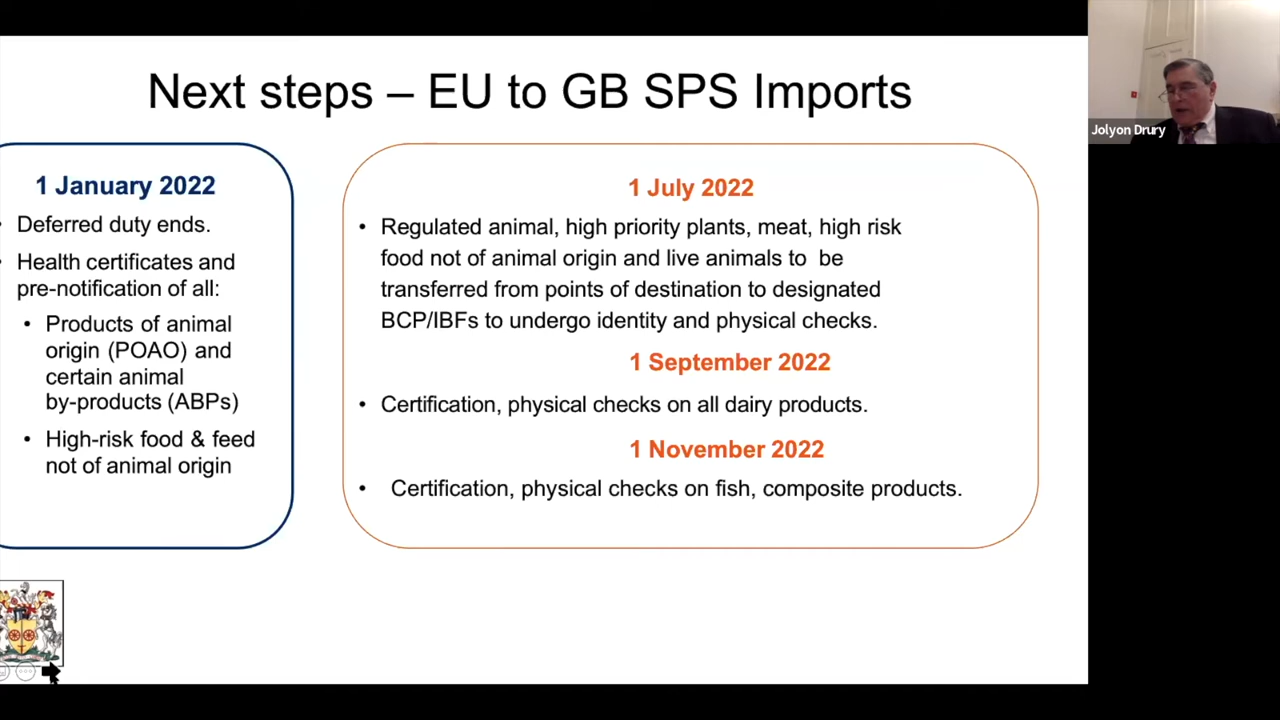 Next steps – EU to GB SPS Imports
1 January 2022
Deferred duty ends.
Health certificates and
pre-notification of all:
• Products of animal
origin (POAO) and
certain animal
by-products (ABPs)
• High-risk food & feed
not of animal origin
1 July 2022
• Regulated animal, high priority plants, meat, high risk
food not of animal origin and live animals to be
transferred from points of destination to designated
BCP/IBFs to undergo identity and physical checks.
1 September 2022
• Certification, physical checks on all dairy products.
1 November 2022
• Certification, physical checks on fish, composite products.
Jolyon Drury